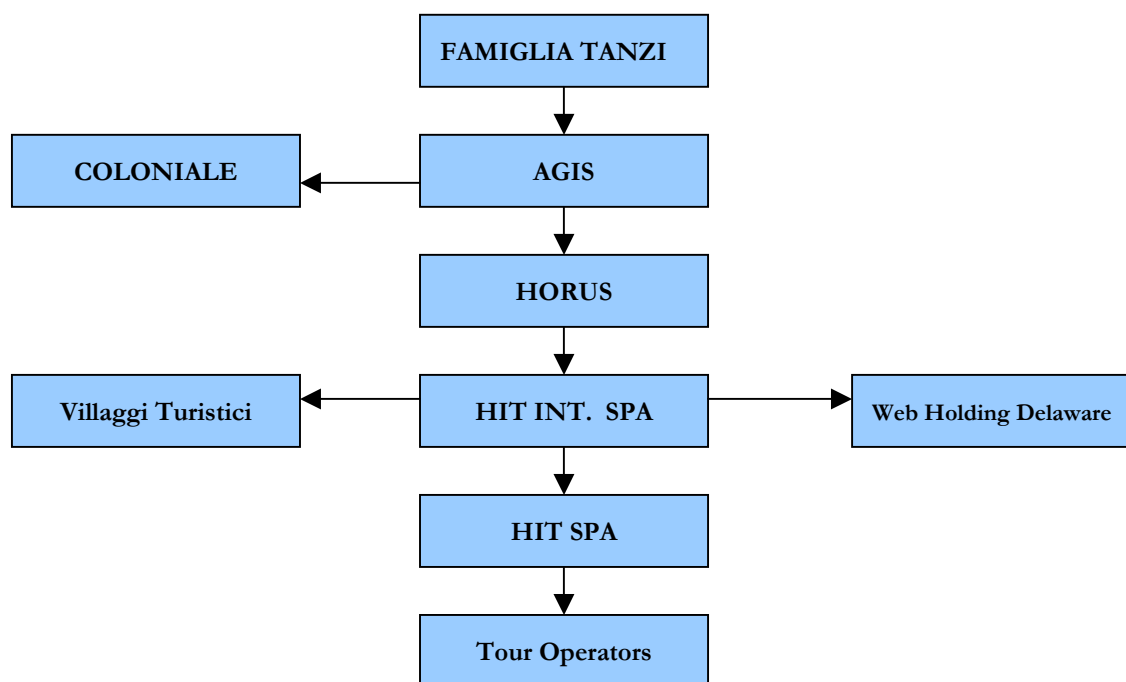 FAMIGLIA TANZI
COLONIALE
AGIS
HORUS
Villaggi Turistici
HIT INT. SPA
Web Holding Delaware
HIT SPA
Tour Operators